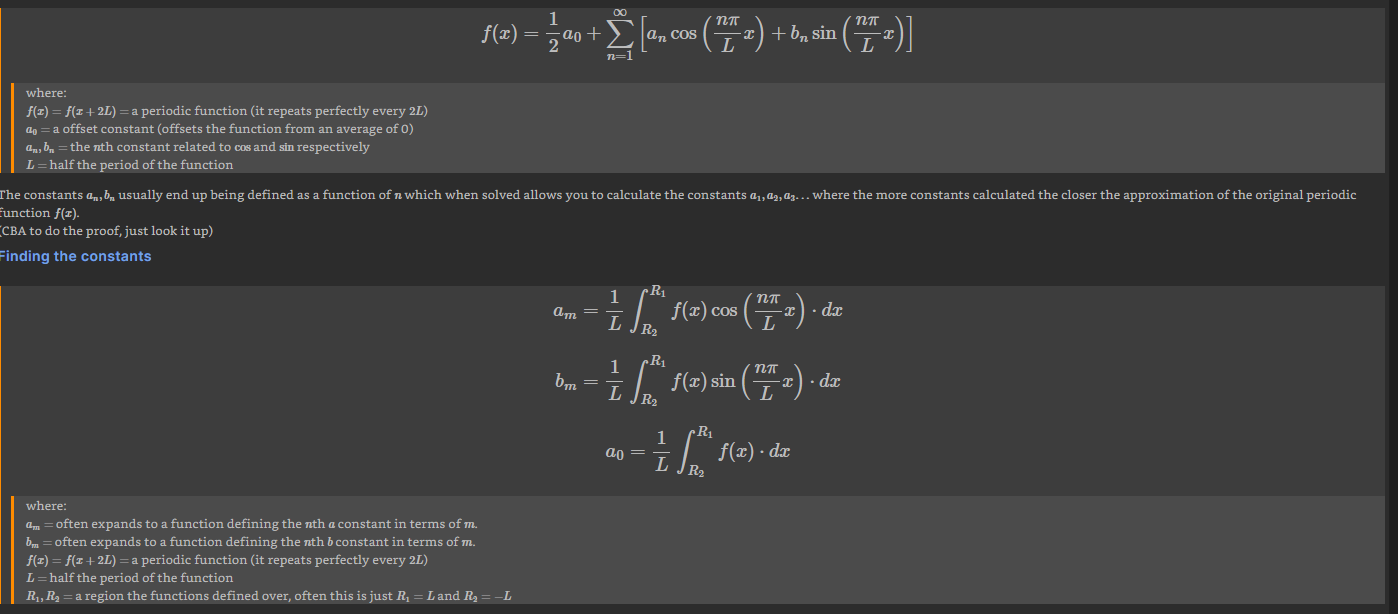 f(x) = \frac{1}{2}a_0 + \sum_{n=1}^{\infty} \left[ a_n \cos\left(\frac{n\pi}{L}x\right) + b_n \sin\left(\frac{n\pi}{L}x\right) \right]
where:
f(x) = f(x + 2L) = a periodic function (it repeats perfectly every 2L)
a_0 = a offset constant (offsets the function from an average of 0)
a_n, b_n = the nth constant related to cos and sin respectively
L = half the period of the function
The constants a_n, b_n usually end up being defined as a function of n which when solved allows you to calculate the constants a_1, a_2, a_3... where the more constants calculated the closer the approximation of the original periodic
function f(x).
(CBA to do the proof, just look it up)
Finding the constants
a_m = \frac{1}{L} \int_{R_2}^{R_1} f(x) \cos\left(\frac{n\pi}{L}x\right) \cdot dx
b_m = \frac{1}{L} \int_{R_2}^{R_1} f(x) \sin\left(\frac{n\pi}{L}x\right) \cdot dx
a_0 = \frac{1}{L} \int_{R_2}^{R_1} f(x) \cdot dx
where:
a_m = often expands to a function defining the nth a constant in terms of m.
b_m = often expands to a function defining the nth b constant in terms of m.
f(x) = f(x + 2L) = a periodic function (it repeats perfectly every 2L)
L = half the period of the function
R_1, R_2 = a region the functions defined over, often this is just R_1 = L and R_2 = −L